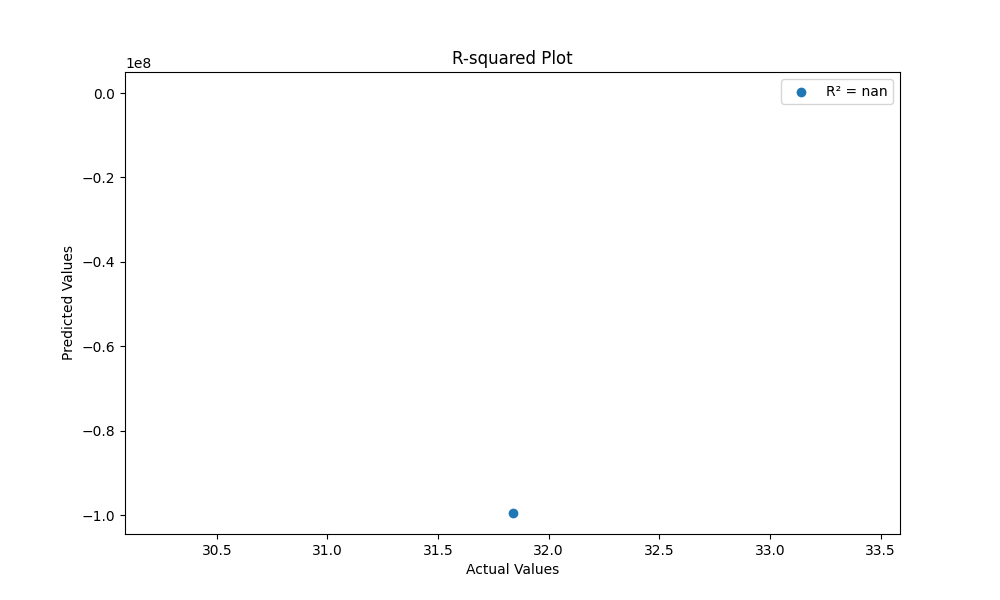 R-squared Plot
1e8
R² = nan
0.0
−0.2
−0.4
−0.6
−0.8
−1.0
Predicted Values
30.5 31.0 31.5 32.0 32.5 33.0 33.5
Actual Values